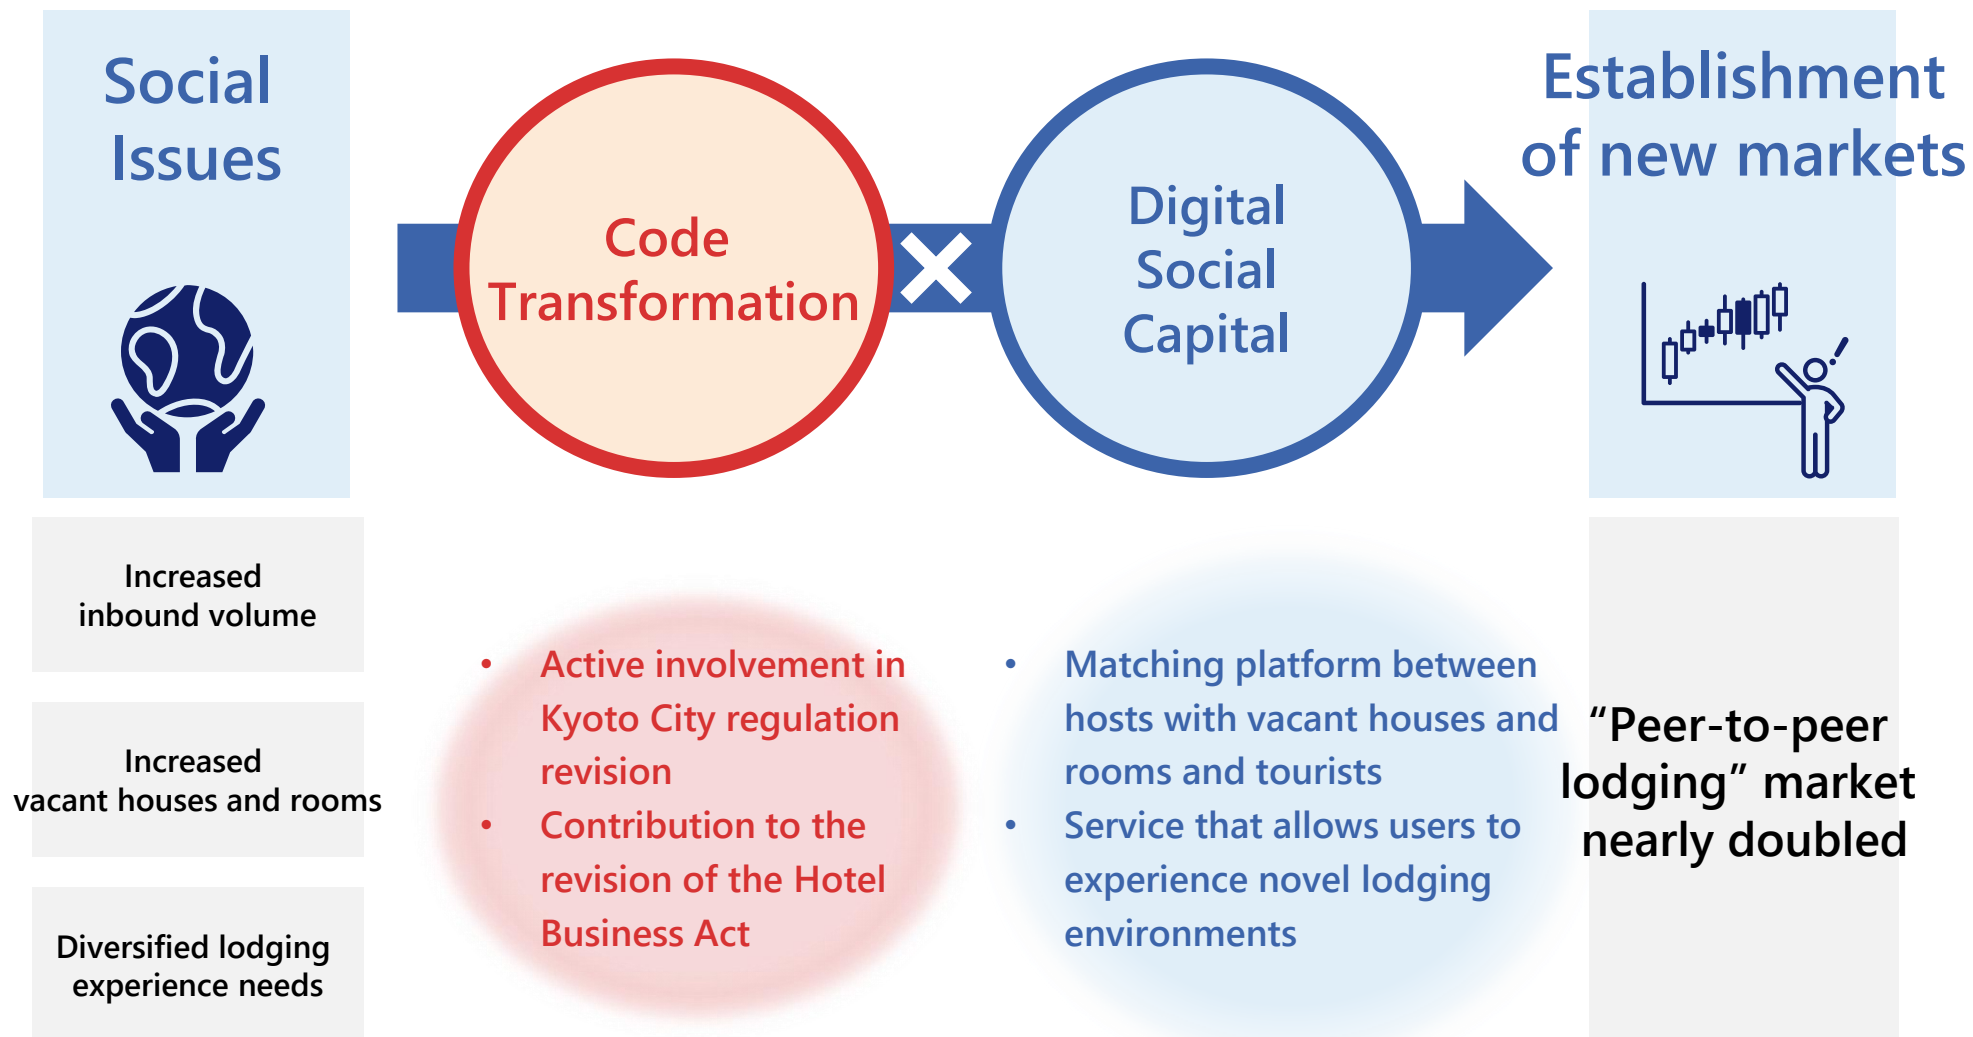 Social
Issues
Code
Transformation
Digital
Social
Capital
Establishment
of new markets
Increased
inbound volume
Increased
vacant houses and rooms
Diversified lodging
experience needs
• Active involvement in
Kyoto City regulation
revision
• Contribution to the
revision of the Hotel
Business Act
• Matching platform between
hosts with vacant houses and
rooms and tourists
• Service that allows users to
experience novel lodging
environments
“Peer-to-peer
lodging” market
nearly doubled